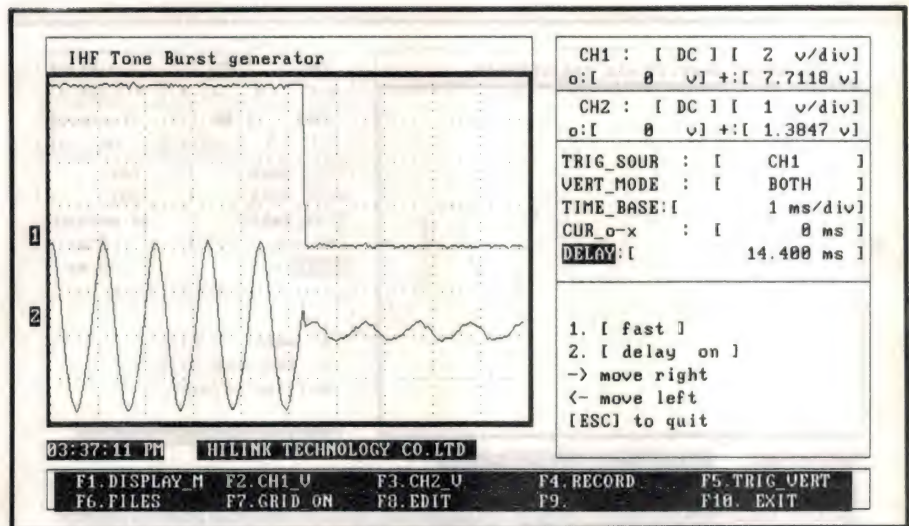 IHF Tone Burst generator
1
2
03:37:11 PM HILINK TECHNOLOGY CO.LTD
CH1 : [ DC ] [ 2 v/div]
o:[ 0 v] +:[ 7.7118 v]
CH2 : [ DC ] [ 1 v/div]
o:[ 0 v] +:[ 1.3847 v]
TRIG_SOUR : [ CH1 ]
VERT_MODE : [ BOTH ]
TIME_BASE:[ 1 ms/div]
CUR_o-x : [ 0 ms ]
DELAY:[ 14.400 ms ]
1. [ fast ]
2. [ delay on ]
-> move right
<- move left
[ESC] to quit
F1.DISPLAY_M F2.CH1_V F3.CH2_V F4.RECORD F5.TRIG_VERT
F6.FILES F7.GRID_ON F8.EDIT F9. F10. EXIT